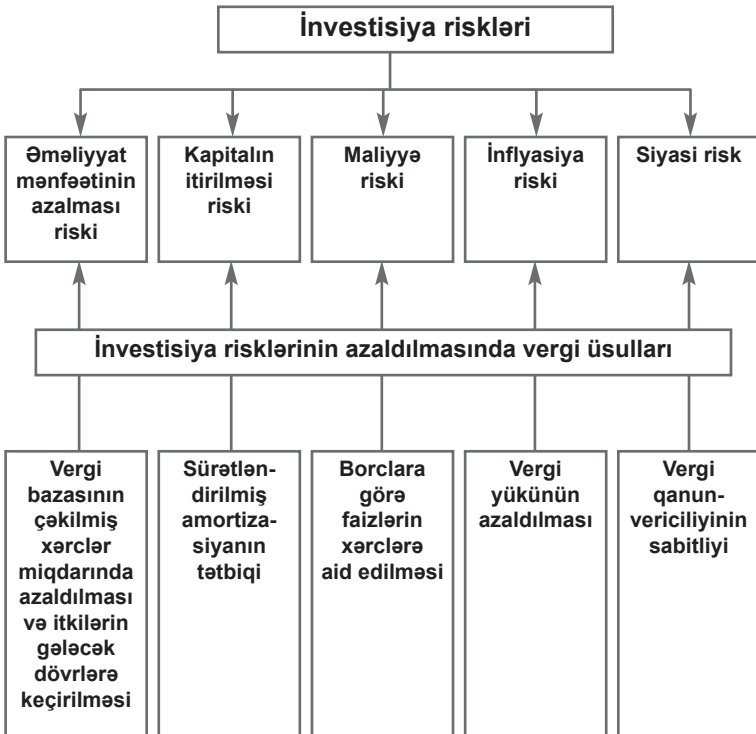 İnvestisiya riskləri
Əməliyyat
mənfəətinin
azalması
riski
Kapitalın
itirilməsi
riski
Maliyyə
riski
İnflyasiya
riski
Siyasi risk
İnvestisiya risklərinin azaldılmasında vergi üsulları
Vergi
bazasının
çəkilmiş
xərclər
miqdarında
azaldılması
və itkilərin
gələcək
dövrlərə
keçirilməsi
Sürətlən-
dirilmiş
amortiza-
siyanın
tətbiqi
Borclara
görə
faizlərin
xərclərə
aid edilməsi
Vergi
yükünün
azaldılması
Vergi
qanun-
vericiliyinin
sabitliyi